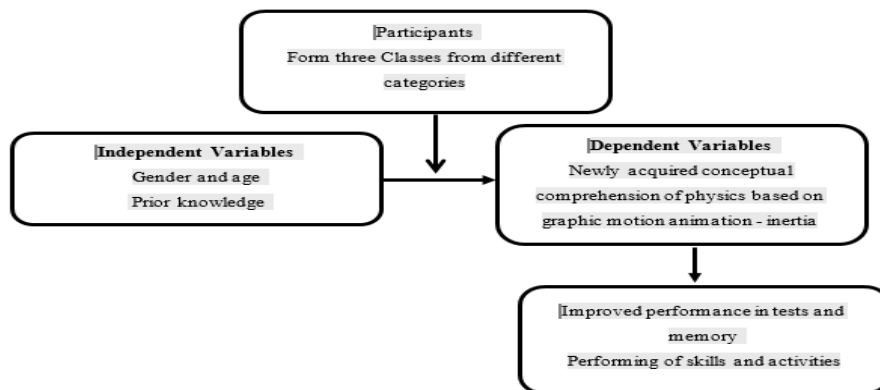 Participants
Form three Classes from different
categories
Independent Variables
Gender and age
Prior knowledge
Dependent Variables
Newly acquired conceptual
comprehension of physics based on
graphic motion animation - inertia
Improved performance in tests and
memory
Performing of skills and activities